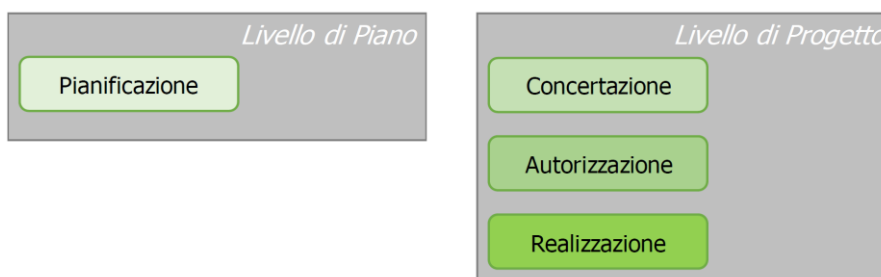 Livello di Piano
Pianificazione
Livello di Progetto
Concertazione
Autorizzazione
Realizzazione